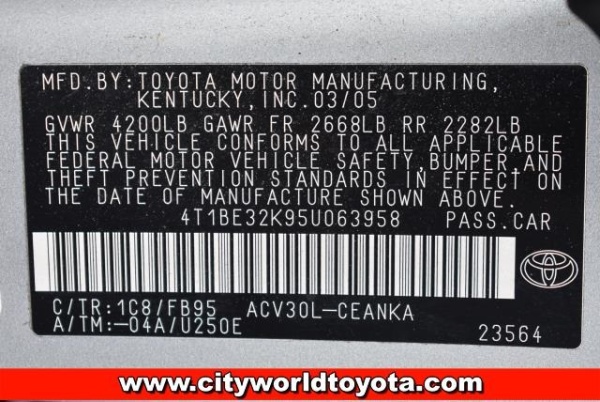 MFD.BY:TOYOTA MOTOR MANUFACTURING,
KENTUCKY,INC.03/05
GVWR 4200LB GAWR FR 2668LB RR 2282LB
THIS VEHICLE CONFORMS TO ALL APPLICABLE
FEDERAL MOTOR VEHICLE SAFETY,BUMPER,AND
THEFT PREVENTION STANDARDS IN EFFECT ON
THE DATE OF MANUFACTURE SHOWN ABOVE.
4T1BE32K95U063958 PASS.CAR
C/TR:1C8/FB95 ACV30L-CEANKA
A/TM:-04A/U250E 23564
www.cityworldtoyota.com